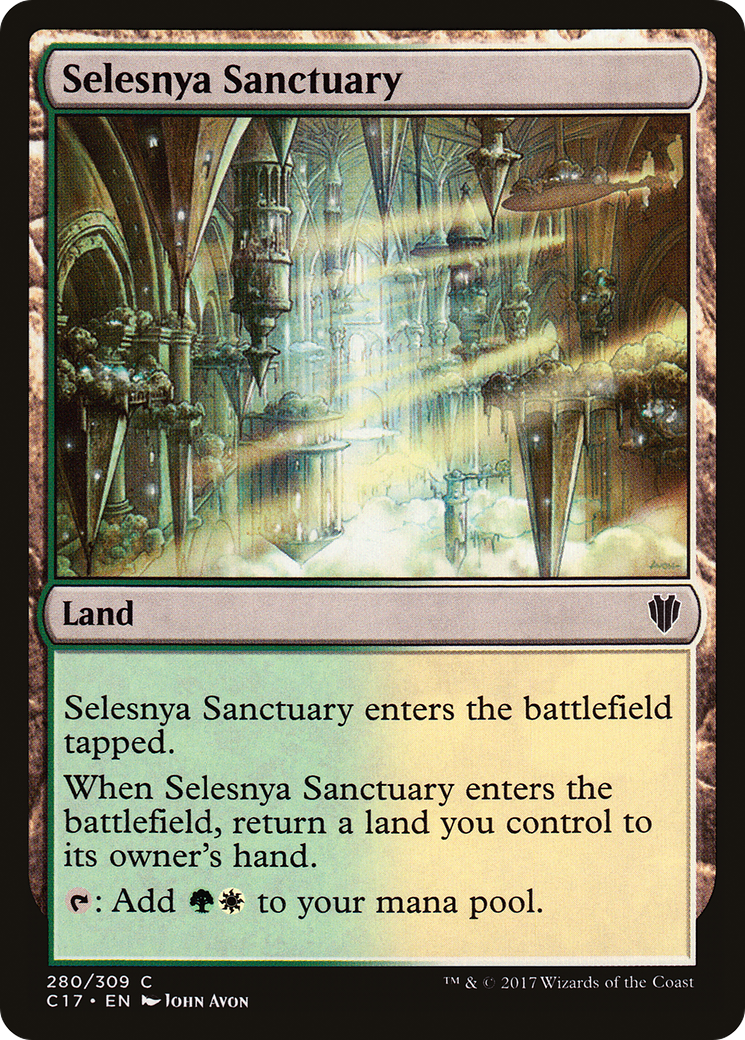 Selesnya Sanctuary
AVON
Land
Selesnya Sanctuary enters the battlefield
tapped.
When Selesnya Sanctuary enters the
battlefield, return a land you control to
its owner's hand.
: Add to your mana pool.
280/309 C
C17 • EN JOHN AVON
™ & © 2017 Wizards of the Coast